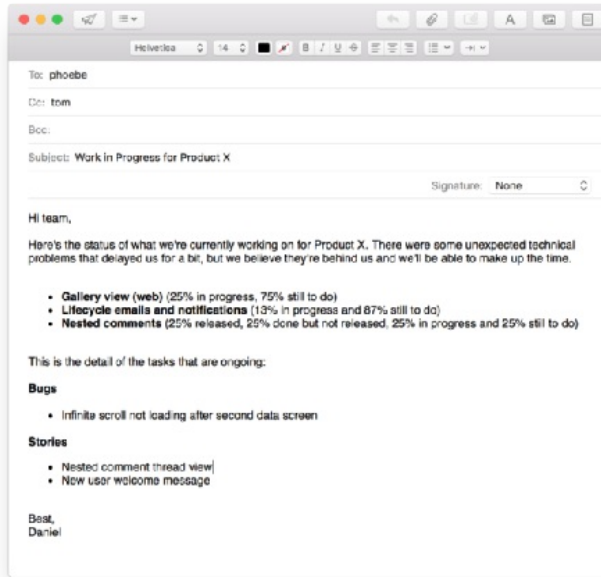 Helvetica 14 B I U S
To: phoebe
Cc: tom
Bcc:
Subject: Work in Progress for Product X
Signature: None
Hi team,
Here's the status of what we're currently working on for Product X. There were some unexpected technical
problems that delayed us for a bit, but we believe they're behind us and we'll be able to make up the time.
• Gallery view (web) (25% in progress, 75% still to do)
• Lifecycle emails and notifications (13% in progress and 87% still to do)
• Nested comments (25% released, 25% done but not released, 25% in progress and 25% still to do)
This is the detail of the tasks that are ongoing:
Bugs
• Infinite scroll not loading after second data screen
Stories
• Nested comment thread view
• New user welcome message
Best,
Daniel